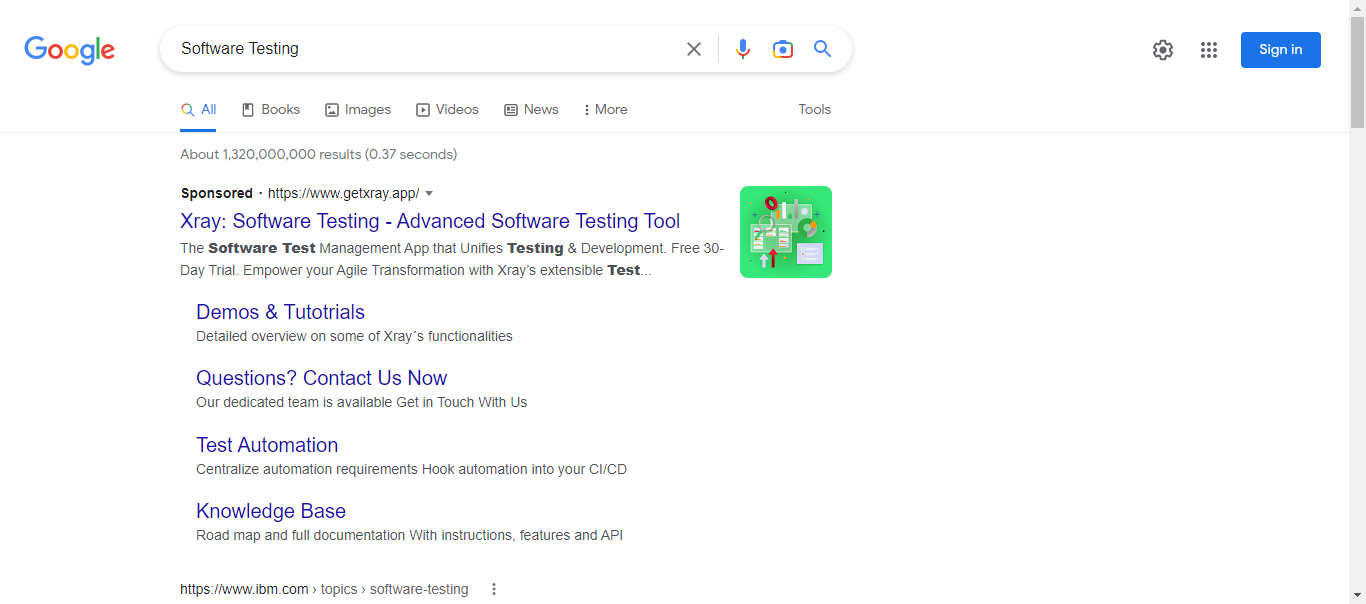 Google
Software Testing
Sign in
All Books Images Videos News More Tools
About 1,320,000,000 results (0.37 seconds)
Sponsored · https://www.getxray.app/
Xray: Software Testing - Advanced Software Testing Tool
The Software Test Management App that Unifies Testing & Development. Free 30-
Day Trial. Empower your Agile Transformation with Xray’s extensible Test...
Demos & Tutotrials
Detailed overview on some of Xray´s functionalities
Questions? Contact Us Now
Our dedicated team is available Get in Touch With Us
Test Automation
Centralize automation requirements Hook automation into your CI/CD
Knowledge Base
Road map and full documentation With instructions, features and API
https://www.ibm.com › topics › software-testing